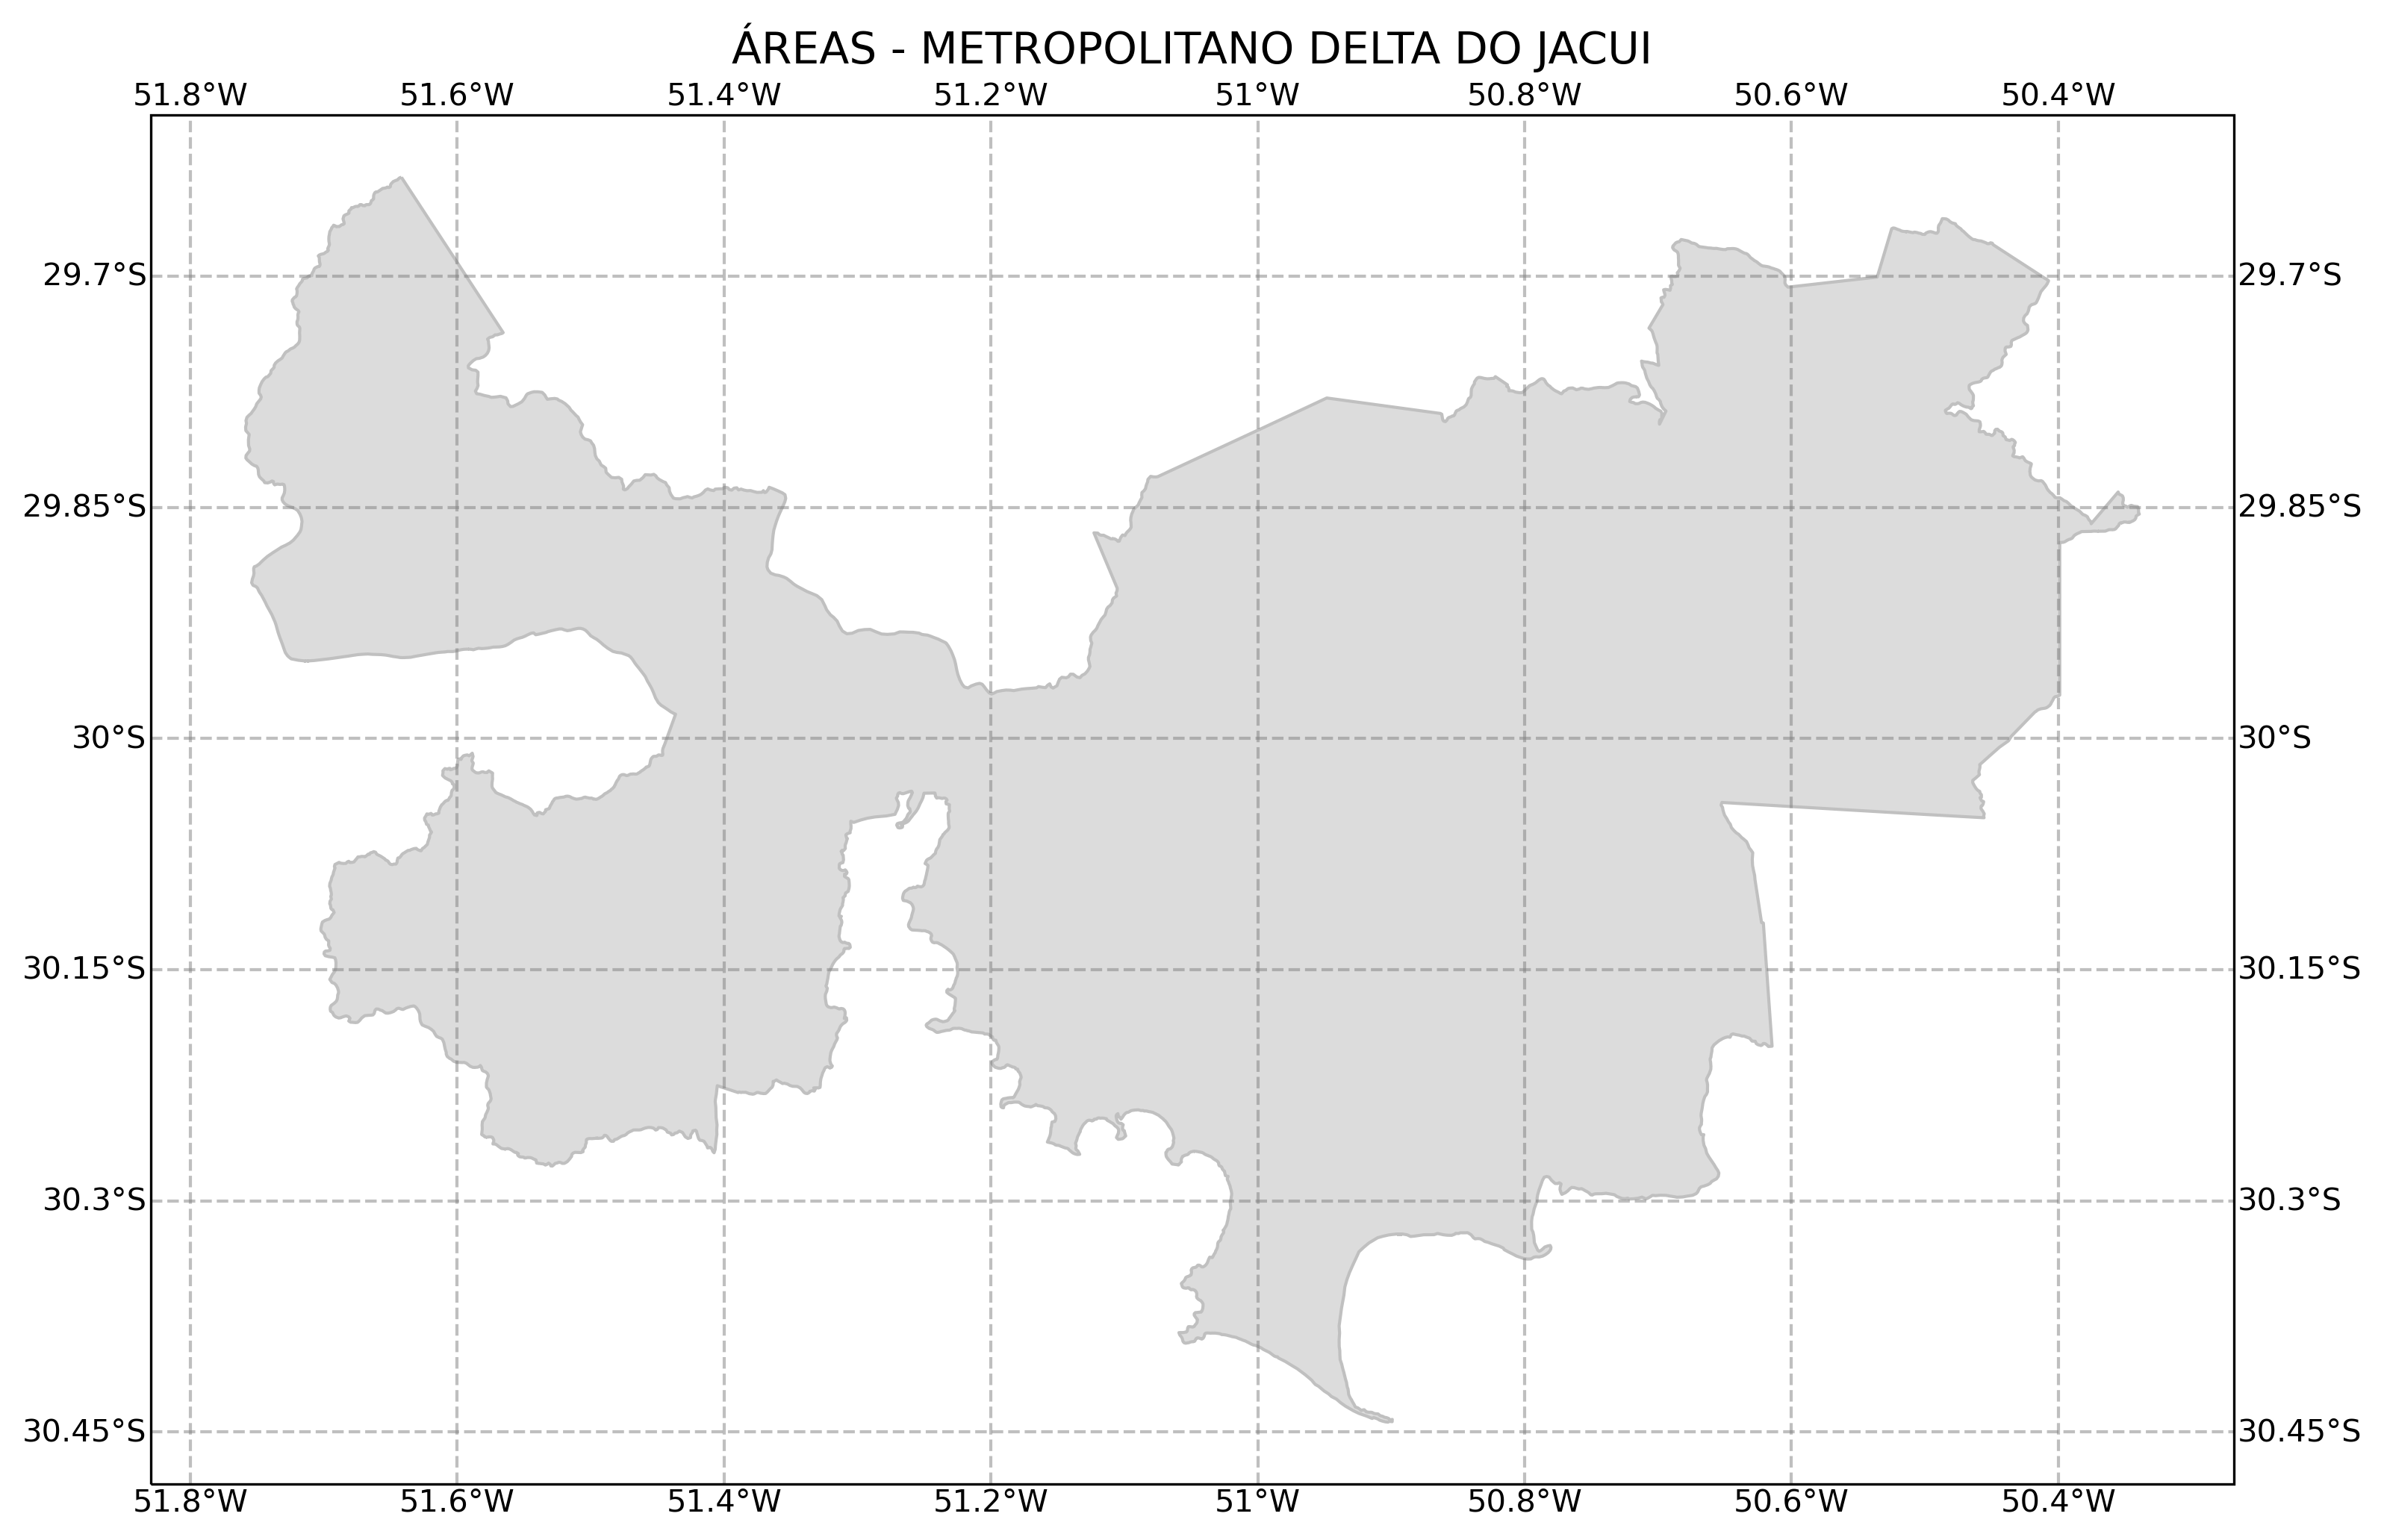 ÁREAS - METROPOLITANO DELTA DO JACUI
51.8°W 51.6°W 51.4°W 51.2°W 51°W 50.8°W 50.6°W 50.4°W
29.7°S 29.7°S
29.85°S 29.85°S
30°S 30°S
30.15°S 30.15°S
30.3°S 30.3°S
30.45°S 30.45°S
51.8°W 51.6°W 51.4°W 51.2°W 51°W 50.8°W 50.6°W 50.4°W